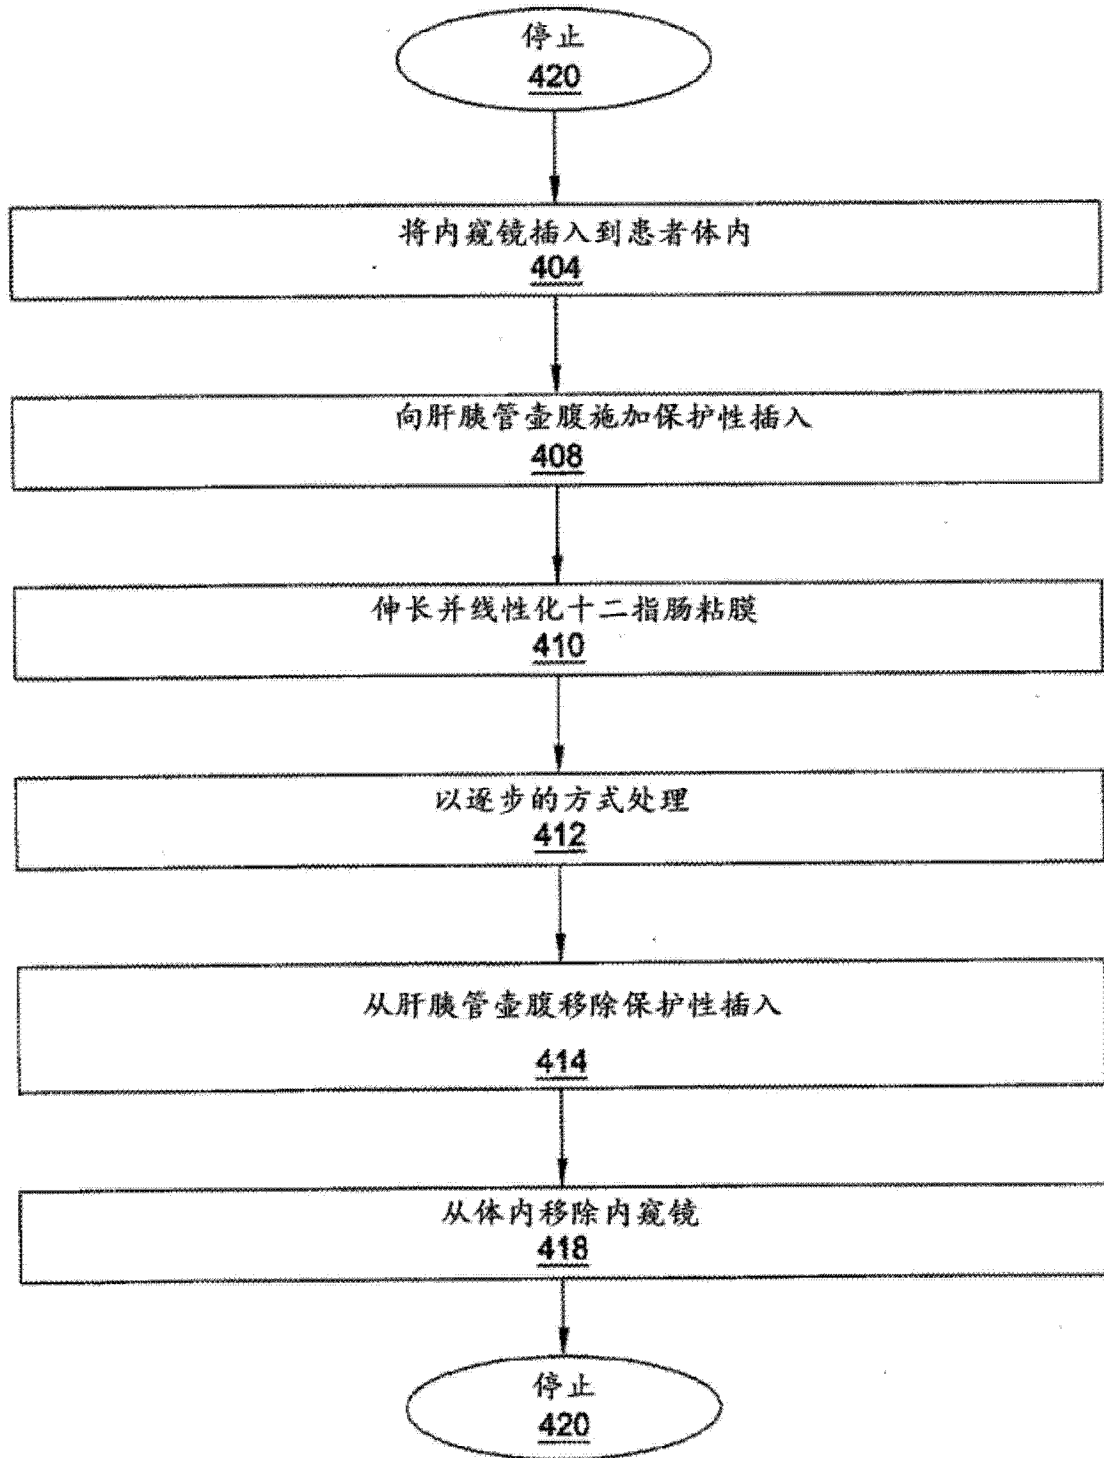 停止
420
将内窥镜插入到患者体内
404
向肝胰管壶腹施加保护性插入
408
伸长并线性化十二指肠粘膜
410
以逐步的方式处理
412
从肝胰管壶腹移除保护性插入
414
从体内移除内窥镜
418
停止
420